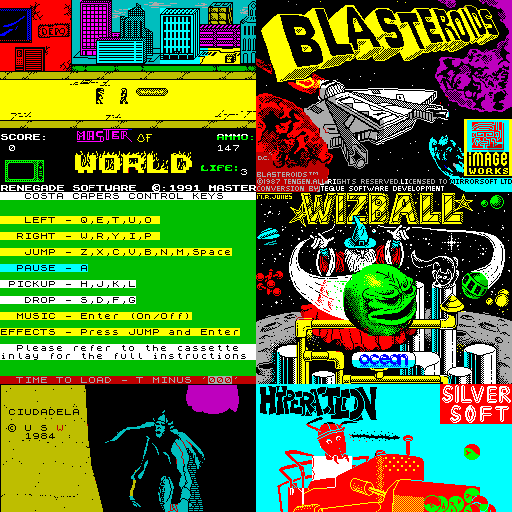 DEPO
SCORE:
0
MASTER OF
WORLD
AMMO:
147
LIFE:3
RENEGADE SOFTWARE ©:1991 MASTER
BLASTEROIDS
D.C.
BLASTEROIDS™
©1987 TENGEN ALL RIGHTS RESERVED.LICENSED TO MIRRORSOFT LTD
CONVERSION BY TEQUE SOFTWARE DEVELOPMENT
IMAGE
WORKS
COSTA CAPERS CONTROL KEYS
LEFT - Q,E,T,U,O
RIGHT - W,R,Y,I,P
JUMP - Z,X,C,V,B,N,M,Space
PAUSE - A
PICKUP - H,J,K,L
DROP - S,D,F,G
MUSIC - Enter (On/Off)
EFFECTS - Press JUMP and Enter
Please refer to the cassette
inlay for the full instructions
TIME TO LOAD - T MINUS '000'
M.R.JONES
WIZBALL
ocean
CIUDADELA
© U S W
1984
HYPERACTION
SILVER
SOFT